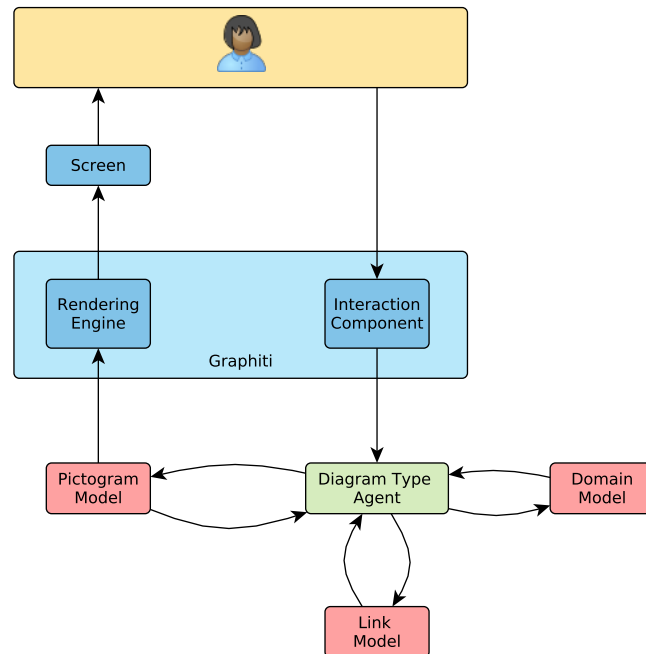 Screen
Rendering
Engine
Interaction
Component
Graphiti
Pictogram
Model
Diagram Type
Agent
Domain
Model
Link
Model